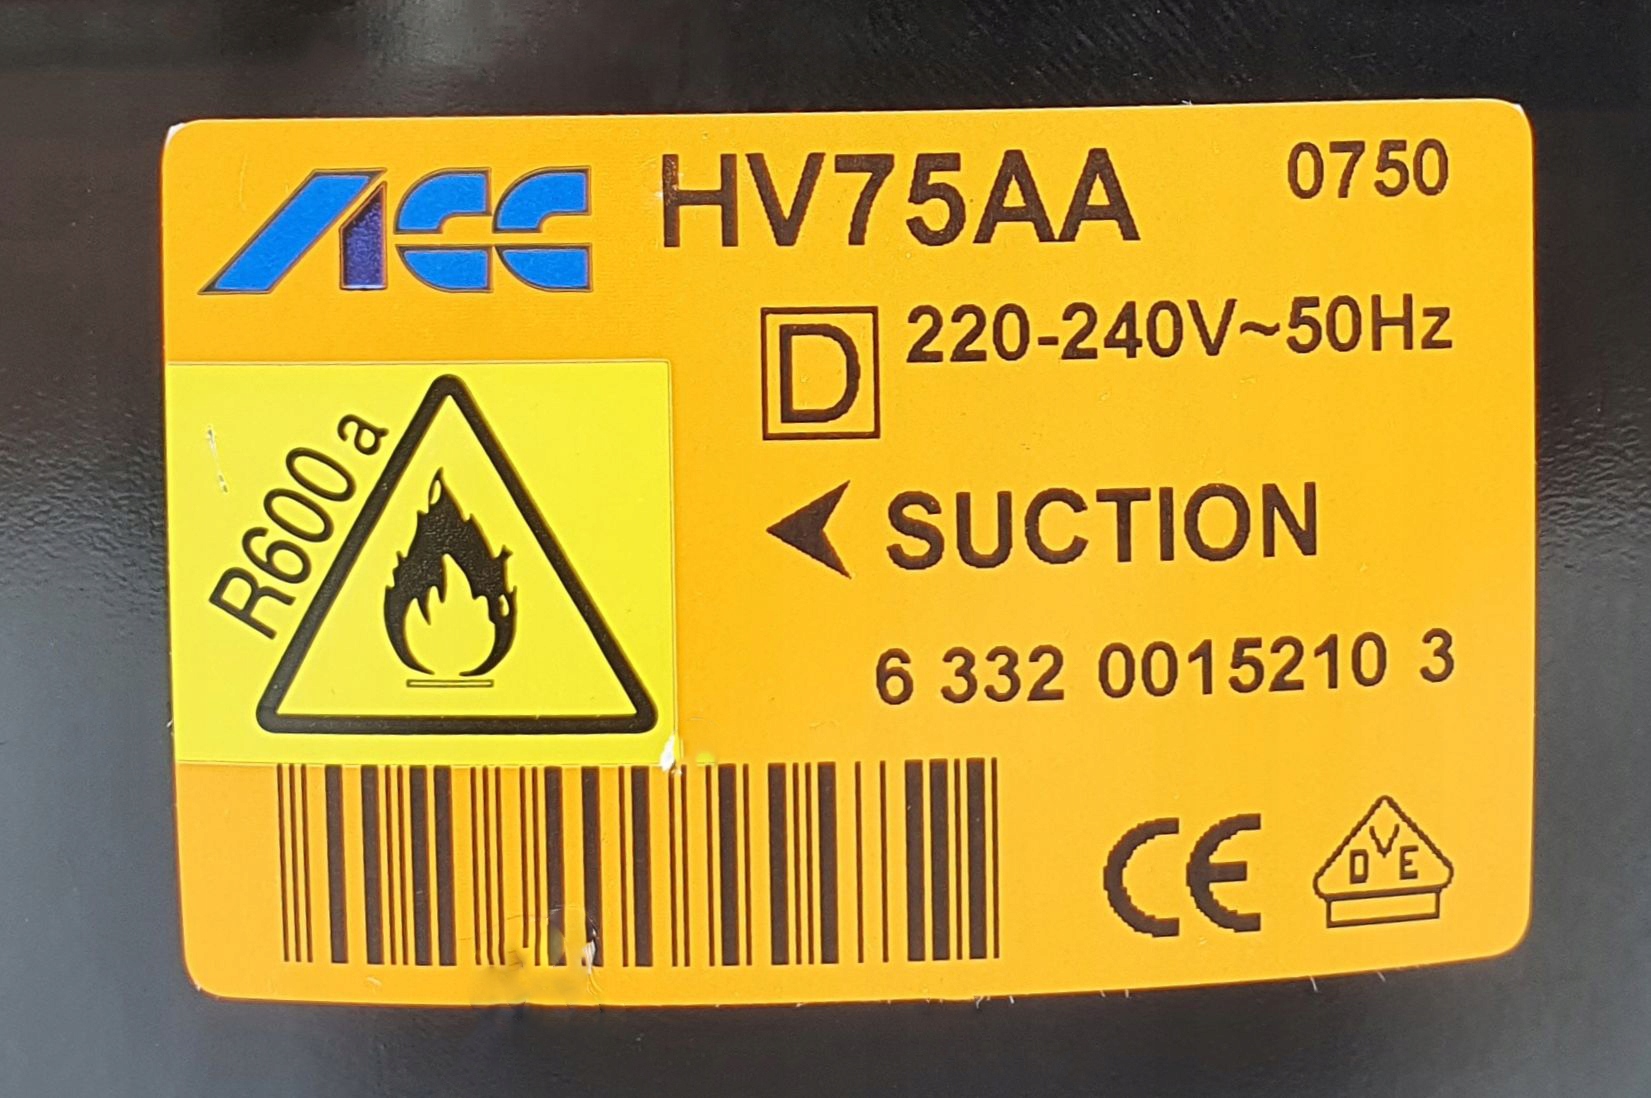 ACC HV75AA 0750
D 220-240V~50Hz
R600a
SUCTION
6 332 0015210 3
CE DVE